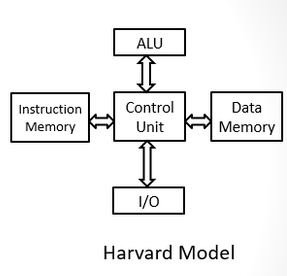 ALU
Instruction
Memory
Control
Unit
Data
Memory
I/O
Harvard Model